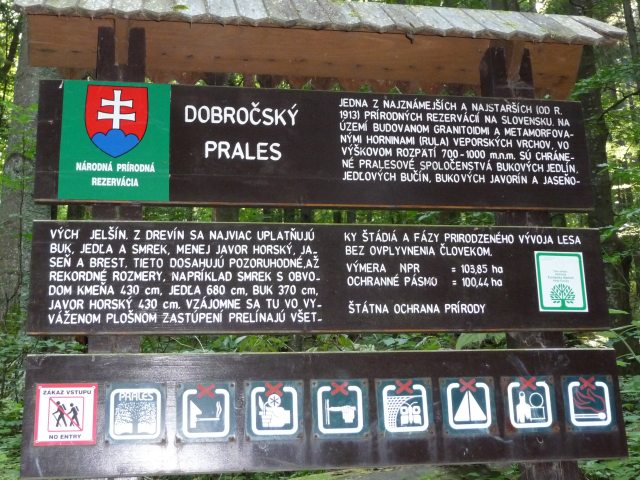 NÁRODNÁ PRÍRODNÁ
REZERVÁCIA
DOBROČSKÝ
PRALES
JEDNA Z NAJZNÁMEJŠÍCH A NAJSTARŠÍCH (OD R.
1913) PRÍRODNÝCH REZERVÁCIÍ NA SLOVENSKU. NA
ÚZEMÍ BUDOVANOM GRANITOIDMI A METAMORFOVA-
NÝMI HORNINAMI (RULA) VEPORSKÝCH VRCHOV, VO
VÝŠKOVOM ROZPATÍ 700-1000 m.n.m. SÚ CHRÁNE-
NÉ PRALESOVÉ SPOLOČENSTVÁ BUKOVÝCH JEDLÍN,
JEDĽOVÝCH BUČÍN, BUKOVÝCH JAVORÍN A JASEŇO-
VÝCH JELŠÍN. Z DREVÍN SA NAJVIAC UPLATŇUJÚ
BUK, JEDĽA A SMREK, MENEJ JAVOR HORSKÝ, JA-
SEŇ A BREST. TIETO DOSAHUJÚ POZORUHODNÉ,AŽ
REKORDNÉ ROZMERY, NAPRÍKLAD SMREK S OBVO-
DOM KMEŇA 430 cm, JEDĽA 680 cm, BUK 370 cm,
JAVOR HORSKÝ 430 cm. VZÁJOMNE SA TU VO VY-
VÁŽENOM PLOŠNOM ZASTÚPENÍ PRELÍNAJÚ VŠET-
KY ŠTÁDIÁ A FÁZY PRIRODZENÉHO VÝVOJA LESA
BEZ OVPLYVNENIA ČLOVEKOM.
VÝMERA NPR = 103,85 ha
OCHRANNÉ PÁSMO = 100,44 ha
ŠTÁTNA OCHRANA PRÍRODY
ZÁKAZ VSTUPU
NO ENTRY
PRALES